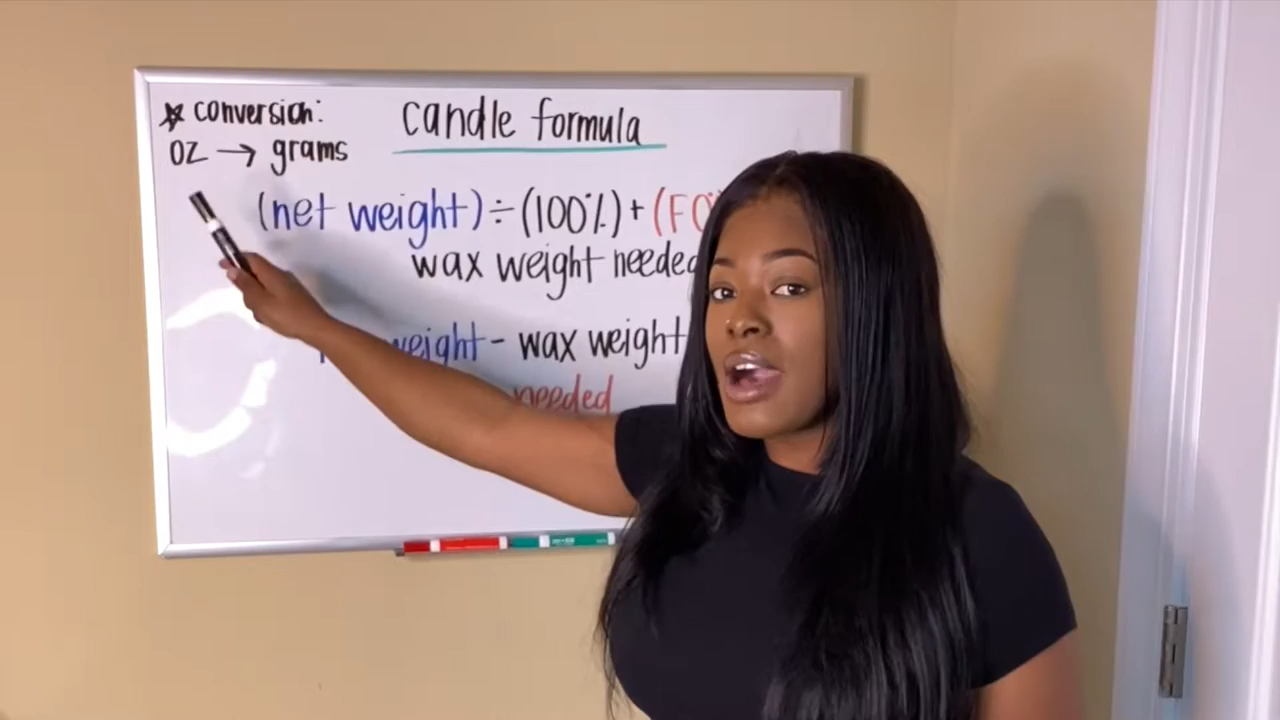 ☆ conversion:
oz → grams
candle formula
(net weight) ÷ (100%) + (FO
wax weight needed
weight - wax weight
needed